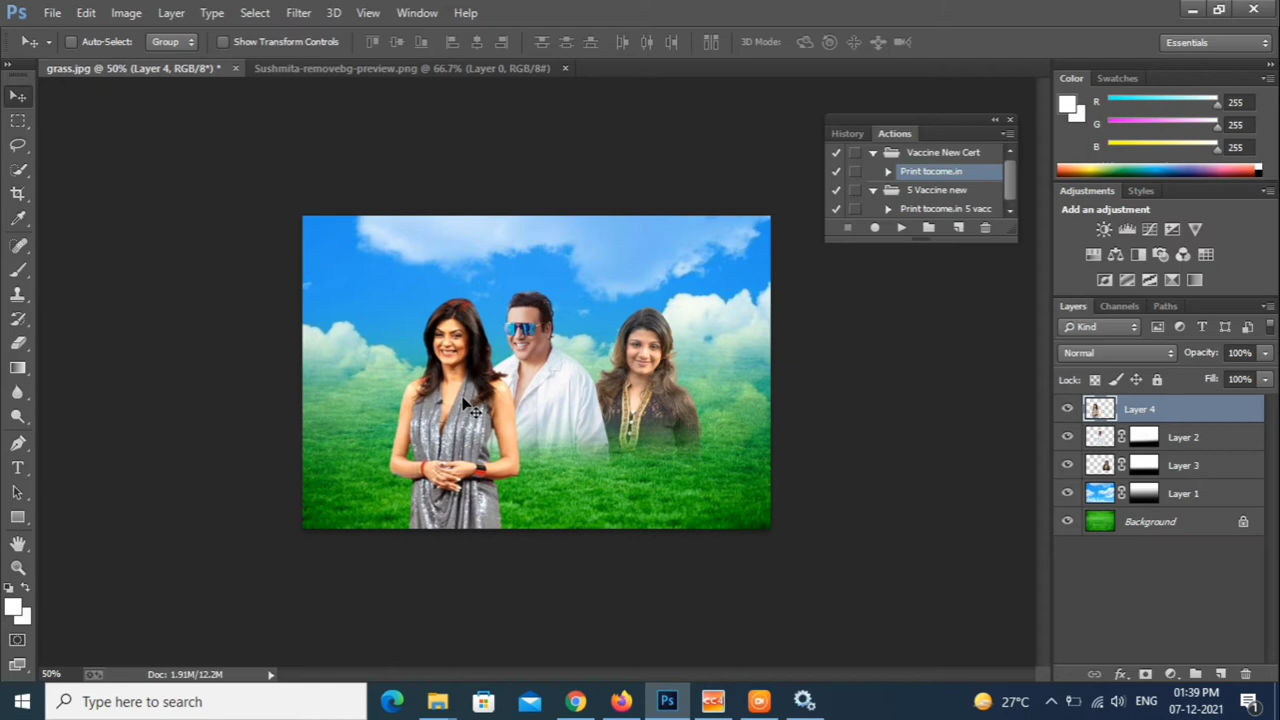 Ps File Edit Image Layer Type Select Filter 3D View Window Help
Auto-Select: Group Show Transform Controls 3D Mode: Essentials
grass.jpg @ 50% (Layer 4, RGB/8*) * × Sushmita-removebg-preview.png @ 66.7% (Layer 0, RGB/8#) ×
Color Swatches
R 255
G 255
B 255
History Actions
Vaccine New Cert
Print tocome.in
5 Vaccine new
Print tocome.in 5 vacc
Adjustments Styles
Add an adjustment
Layers Channels Paths
Kind
Normal Opacity: 100%
Lock: Fill: 100%
Layer 4
Layer 2
Layer 3
Layer 1
Background
50% Doc: 1.91M/12.2M
Type here to search
Ps CC4 27°C ENG 01:39 PM
07-12-2021
1